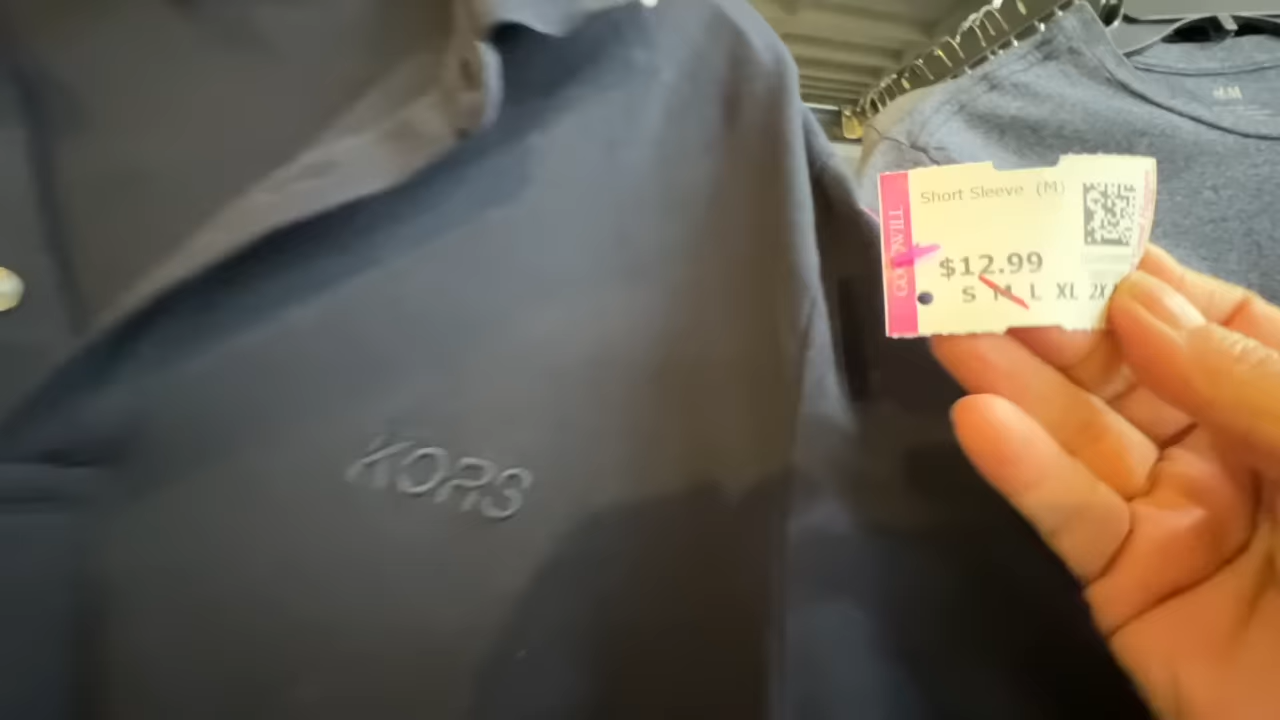 KORS
GOODWILL
Short Sleeve (M)
$12.99
S M L XL 2X
H&M